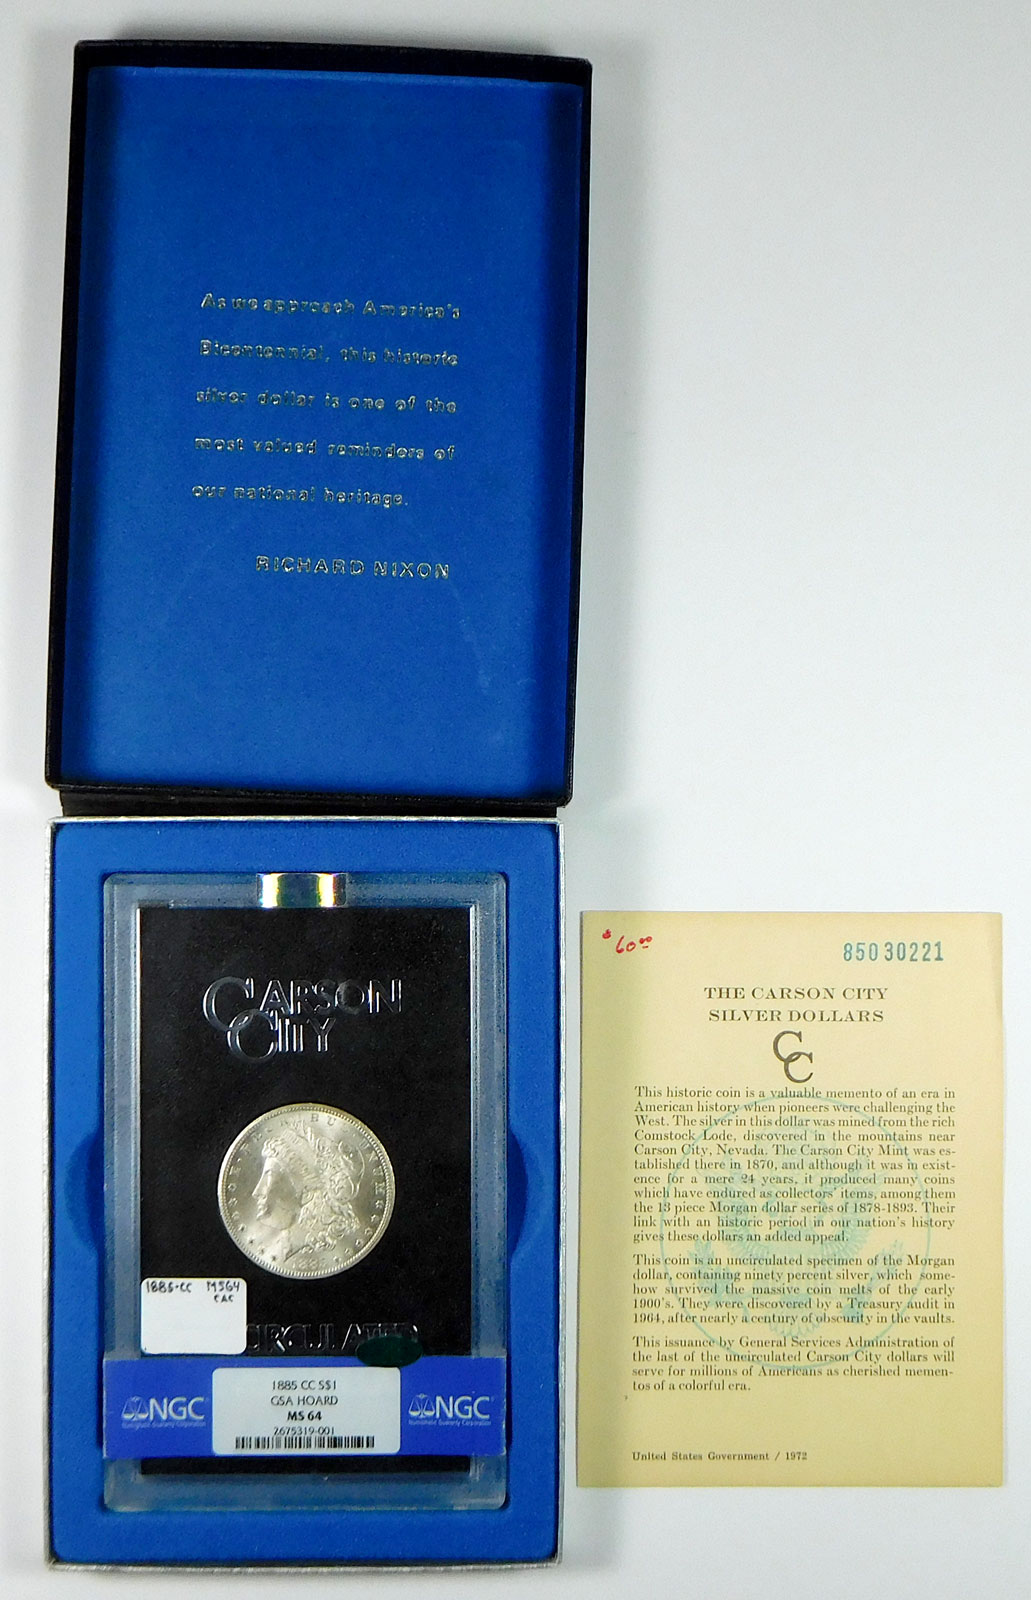 As we approach America's
Bicentennial, this historic
silver dollar is one of the
most valued reminders of
our national heritage.
RICHARD NIXON
CARSON
CITY
1885-CC MS64
CAC
1885 CC S$1
GSA HOARD
MS 64
2675319-001
NGC
NGC
$60.00
85030221
THE CARSON CITY
SILVER DOLLARS
CC
This historic coin is a valuable memento of an era in
American history when pioneers were challenging the
West. The silver in this dollar was mined from the rich
Comstock Lode, discovered in the mountains near
Carson City, Nevada. The Carson City Mint was es-
tablished there in 1870, and although it was in exist-
ence for a mere 24 years, it produced many coins
which have endured as collectors' items, among them
the 13 piece Morgan dollar series of 1878-1893. Their
link with an historic period in our nation's history
gives these dollars an added appeal.
This coin is an uncirculated specimen of the Morgan
dollar, containing ninety percent silver, which some-
how survived the massive coin melts of the early
1900's. They were discovered by a Treasury audit in
1964, after nearly a century of obscurity in the vaults.
This issuance by General Services Administration of
the last of the uncirculated Carson City dollars will
serve for millions of Americans as cherished memen-
tos of a colorful era.
United States Government / 1972